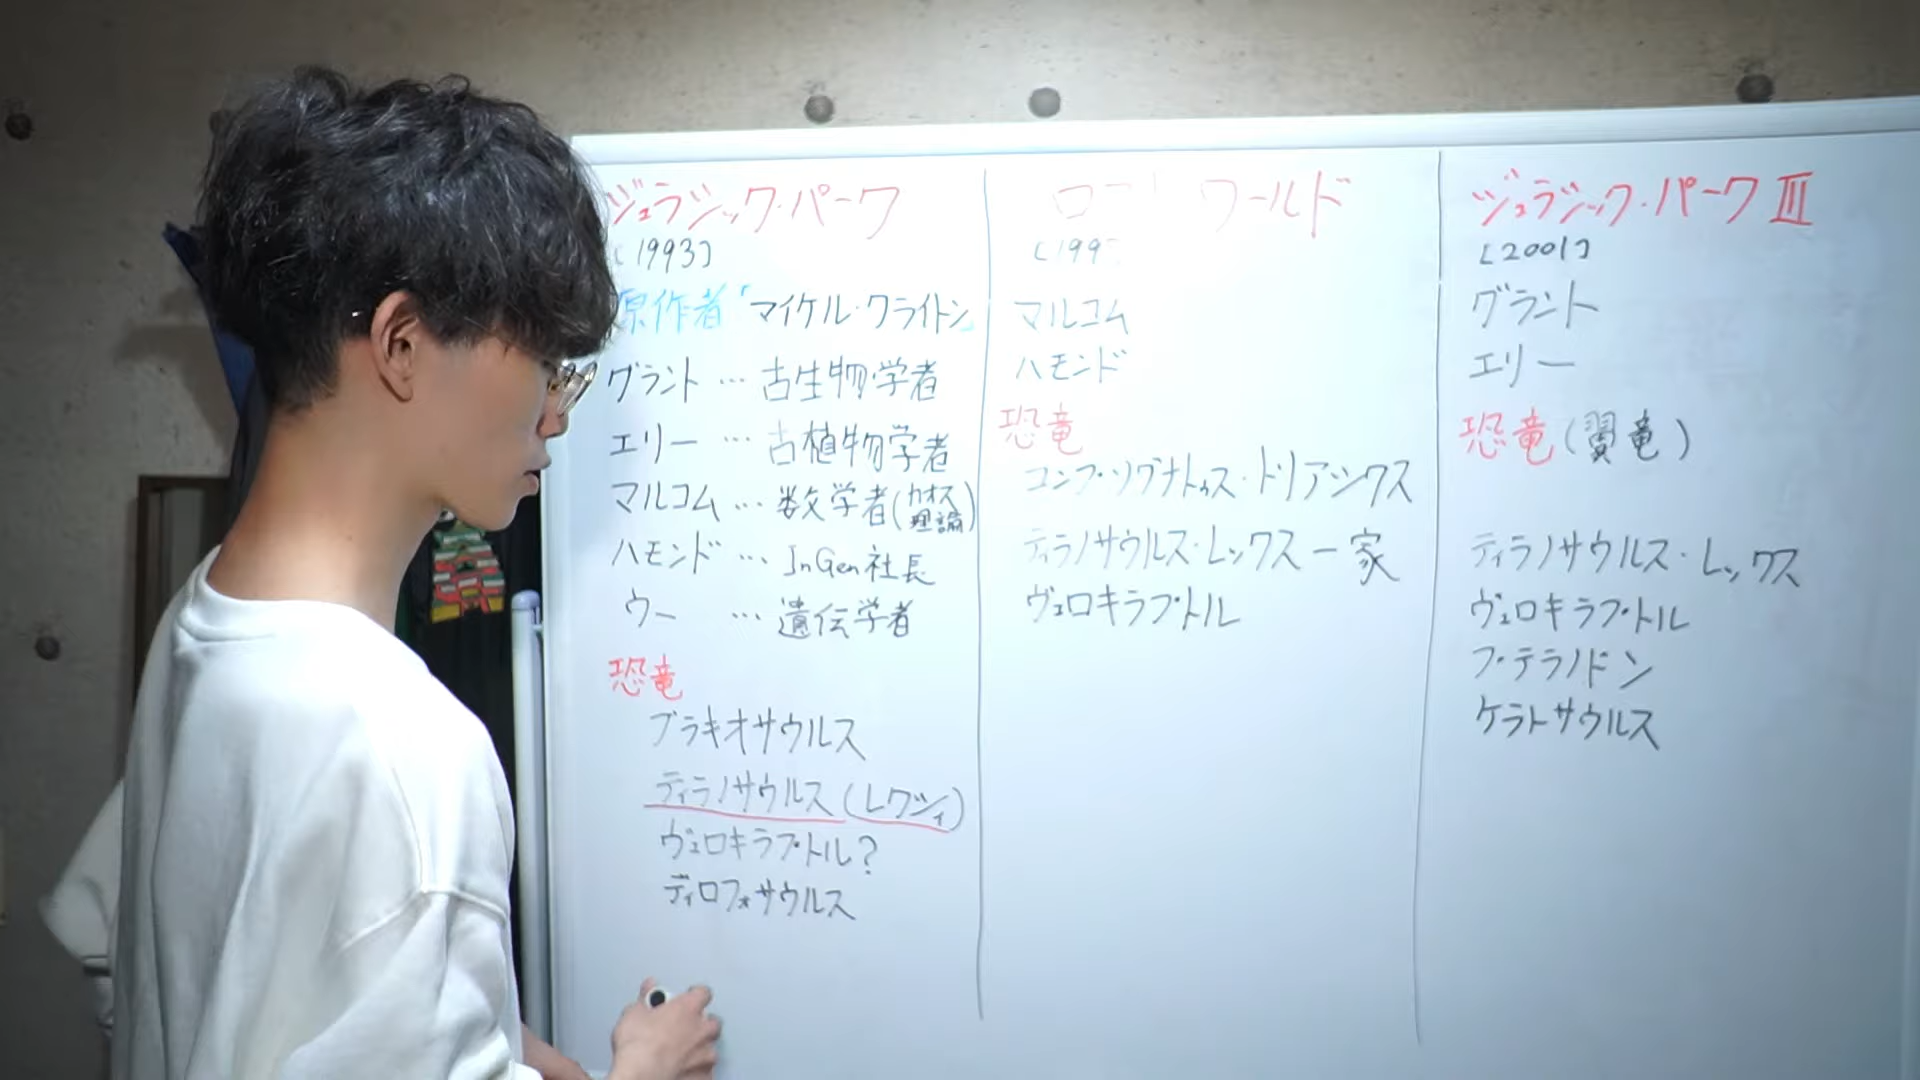 ジュラシック・パーク
[1993]
原作者「マイケル・クライトン」
グラント … 古生物学者
エリー … 古植物学者
マルコム … 数学者(カオス理論)
ハモンド … InGen社長
ウー … 遺伝学者
恐竜
ブラキオサウルス
ティラノサウルス(レクシィ)
ヴェロキラプトル?
ディロフォサウルス
ワールド
マルコム
ハモンド
恐竜
コンプソグナトゥス・トリアシクス
ティラノサウルス・レックス一家
ヴェロキラプトル
ジュラシック・パークIII
[2001]
グラント
エリー
恐竜(翼竜)
ティラノサウルス・レックス
ヴェロキラプトル
プテラノドン
ケラトサウルス